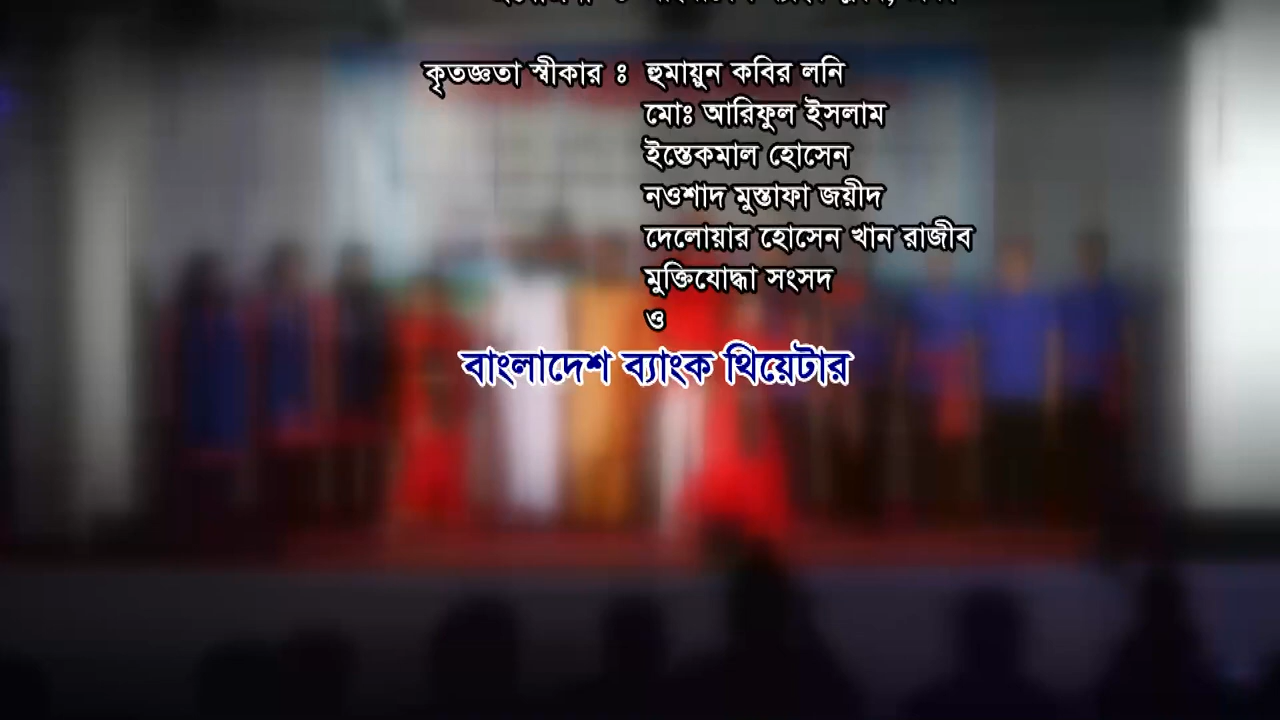 কৃতজ্ঞতা স্বীকার ঃ হুমায়ুন কবির লনি
মোঃ আরিফুল ইসলাম
ইস্তেকমাল হোসেন
নওশাদ মুস্তাফা জয়ীদ
দেলোয়ার হোসেন খান রাজীব
মুক্তিযোদ্ধা সংসদ
ও
বাংলাদেশ ব্যাংক থিয়েটার